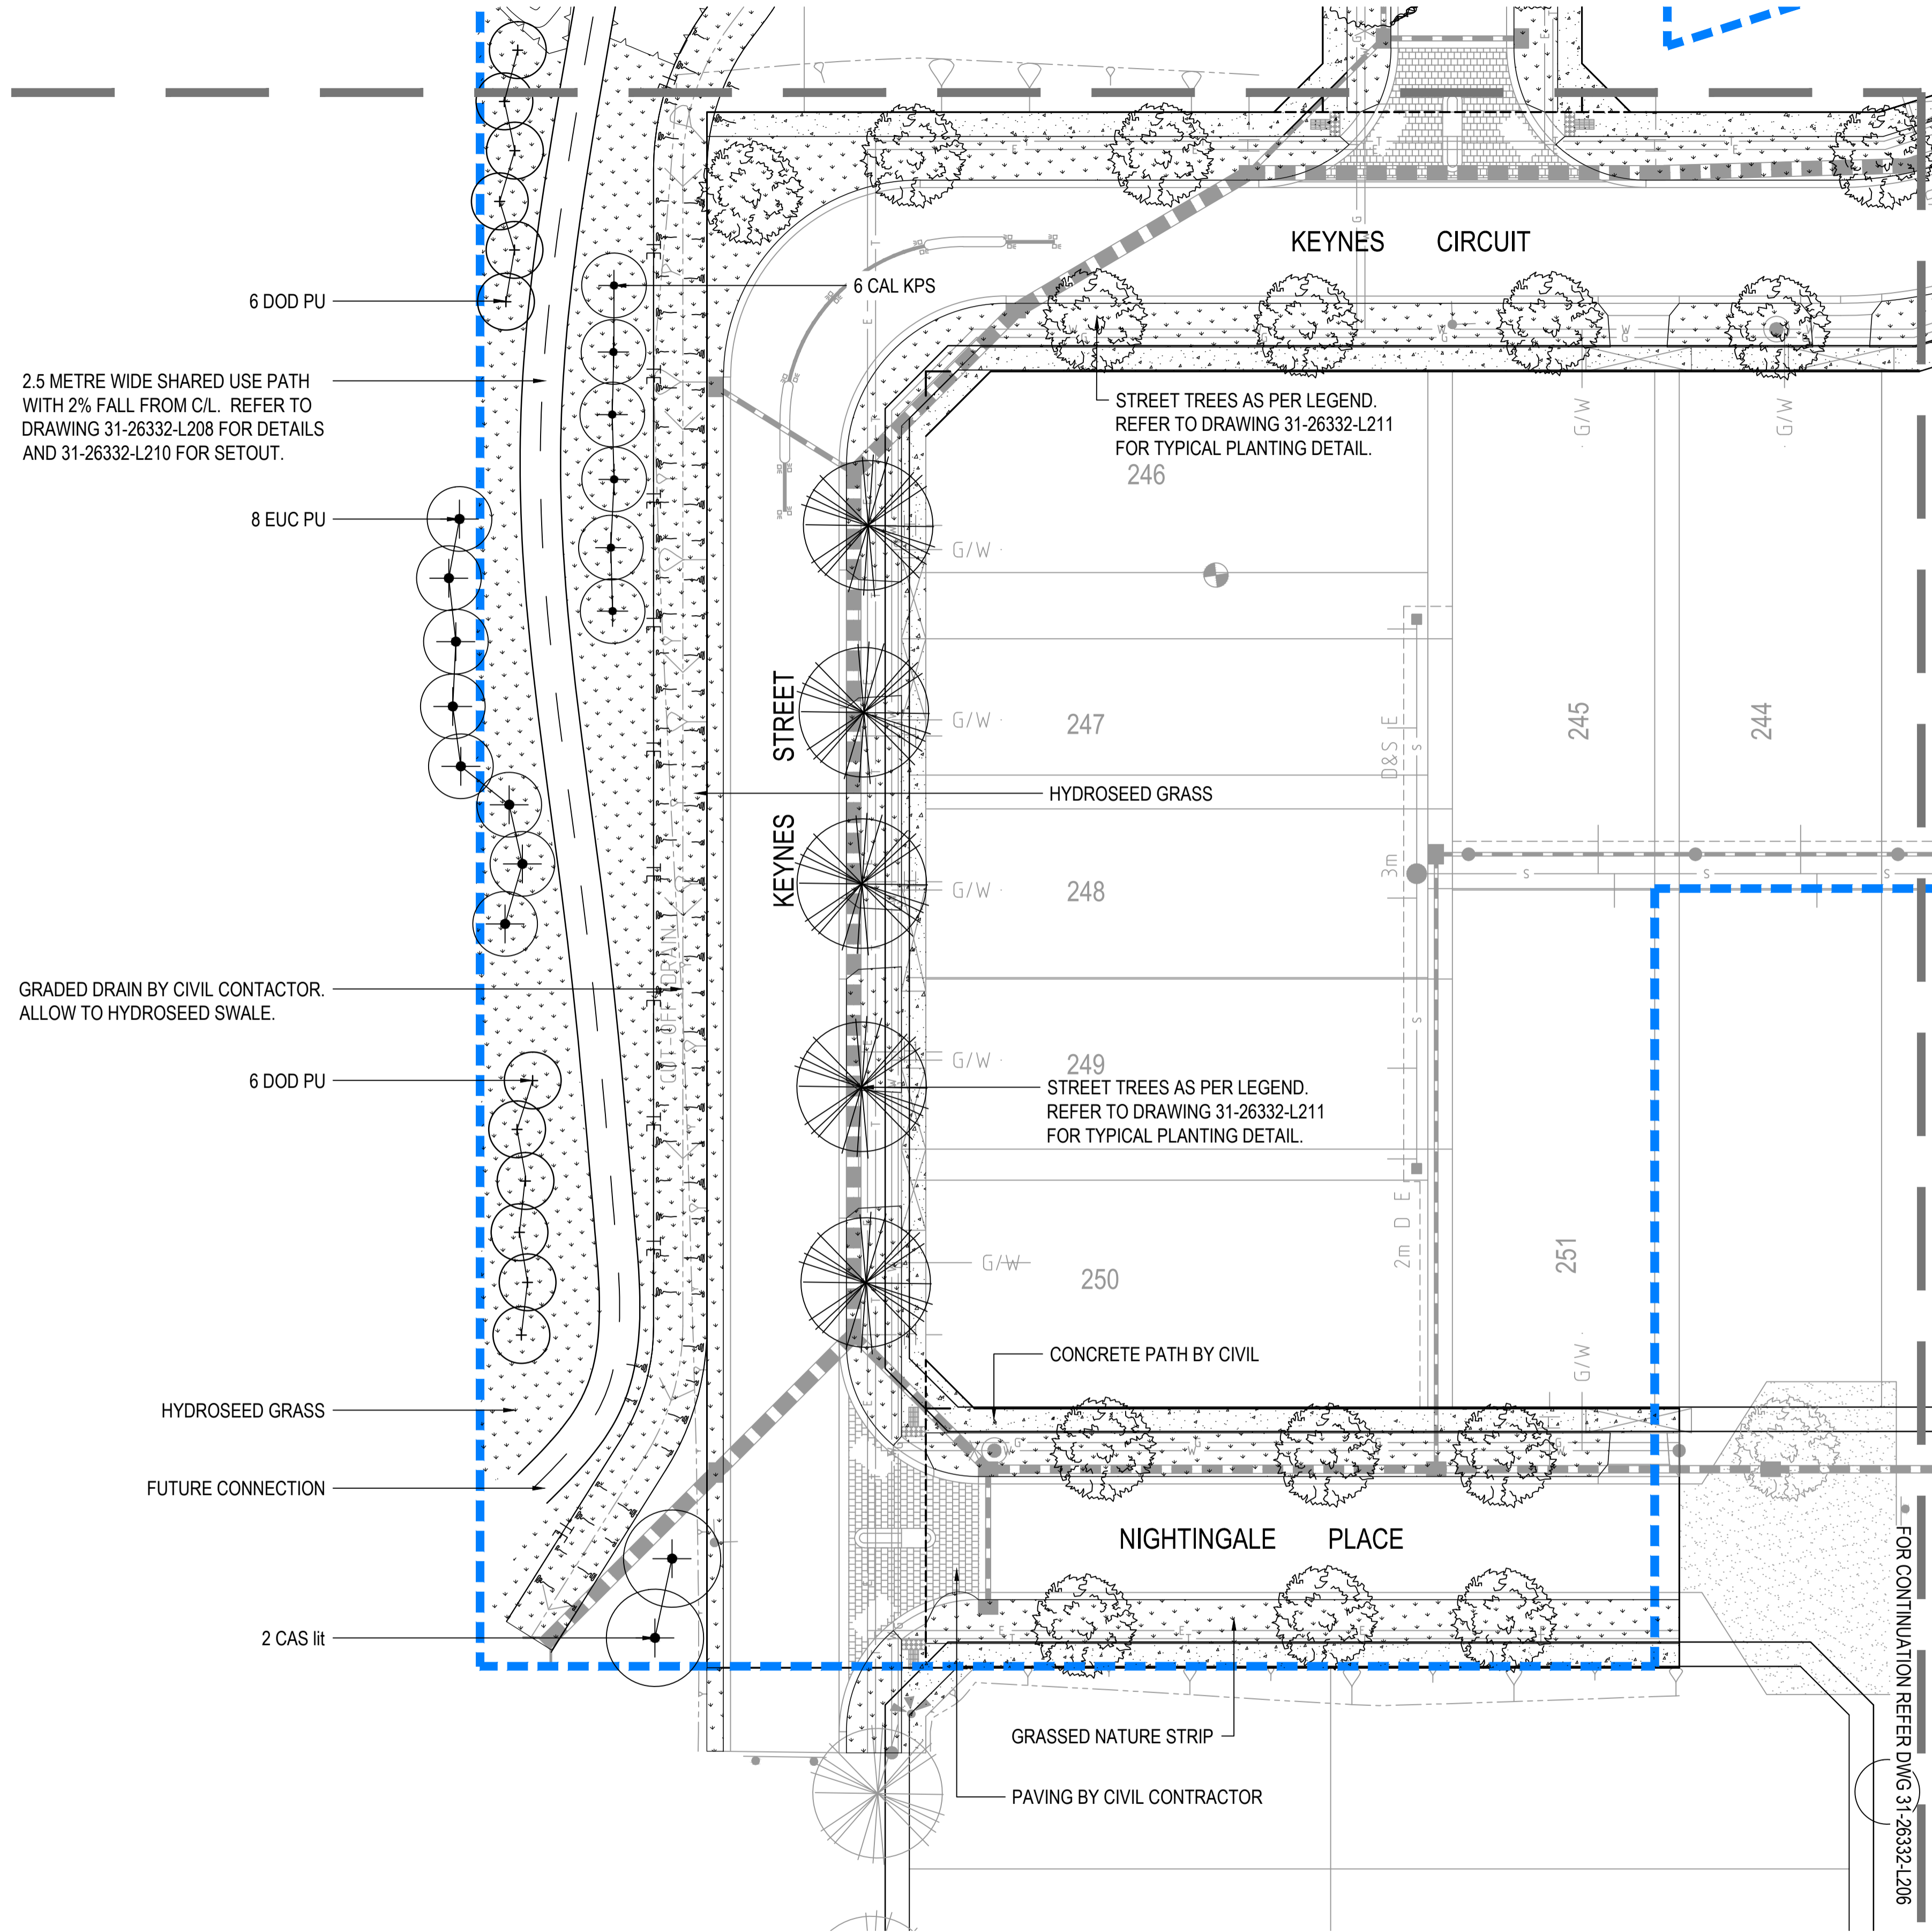 KEYNES CIRCUIT
6 CAL KPS
6 DOD PU
2.5 METRE WIDE SHARED USE PATH
WITH 2% FALL FROM C/L. REFER TO
DRAWING 31-26332-L208 FOR DETAILS
AND 31-26332-L210 FOR SETOUT.
STREET TREES AS PER LEGEND.
REFER TO DRAWING 31-26332-L211
FOR TYPICAL PLANTING DETAIL.
246
G/W
G/W
8 EUC PU
G/W
KEYNES STREET
G/W
247
D&S E
245
244
HYDROSEED GRASS
G/W
248
3m
CUT-OFF DRAIN
GRADED DRAIN BY CIVIL CONTACTOR.
ALLOW TO HYDROSEED SWALE.
G/W
249
6 DOD PU
STREET TREES AS PER LEGEND.
REFER TO DRAWING 31-26332-L211
FOR TYPICAL PLANTING DETAIL.
G/W
250
2m D E
251
G/W
CONCRETE PATH BY CIVIL
HYDROSEED GRASS
FUTURE CONNECTION
NIGHTINGALE PLACE
2 CAS lit
GRASSED NATURE STRIP
PAVING BY CIVIL CONTRACTOR
FOR CONTINUATION REFER DWG 31-26332-L206